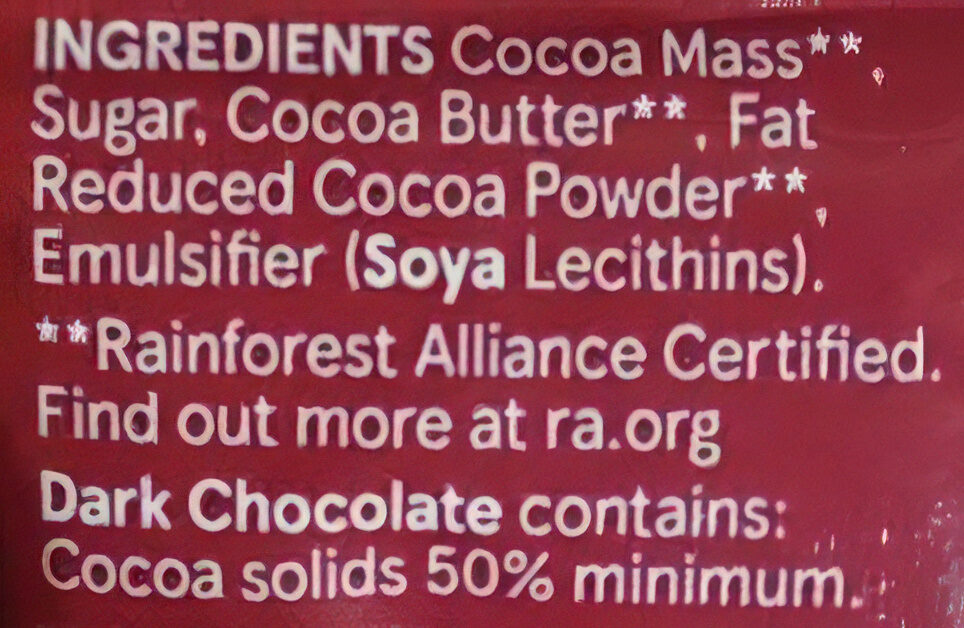 INGREDIENTS Cocoa Mass**,
Sugar, Cocoa Butter**, Fat
Reduced Cocoa Powder**,
Emulsifier (Soya Lecithins).
**Rainforest Alliance Certified.
Find out more at ra.org
Dark Chocolate contains:
Cocoa solids 50% minimum.